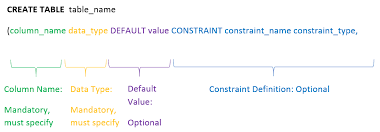 CREATE TABLE table_name
(column_name data_type DEFAULT value CONSTRAINT constraint_name constraint_type,
Column Name: Data Type: Default Constraint Definition: Optional
Value:
Mandatory, Mandatory,
must specify must specify Optional